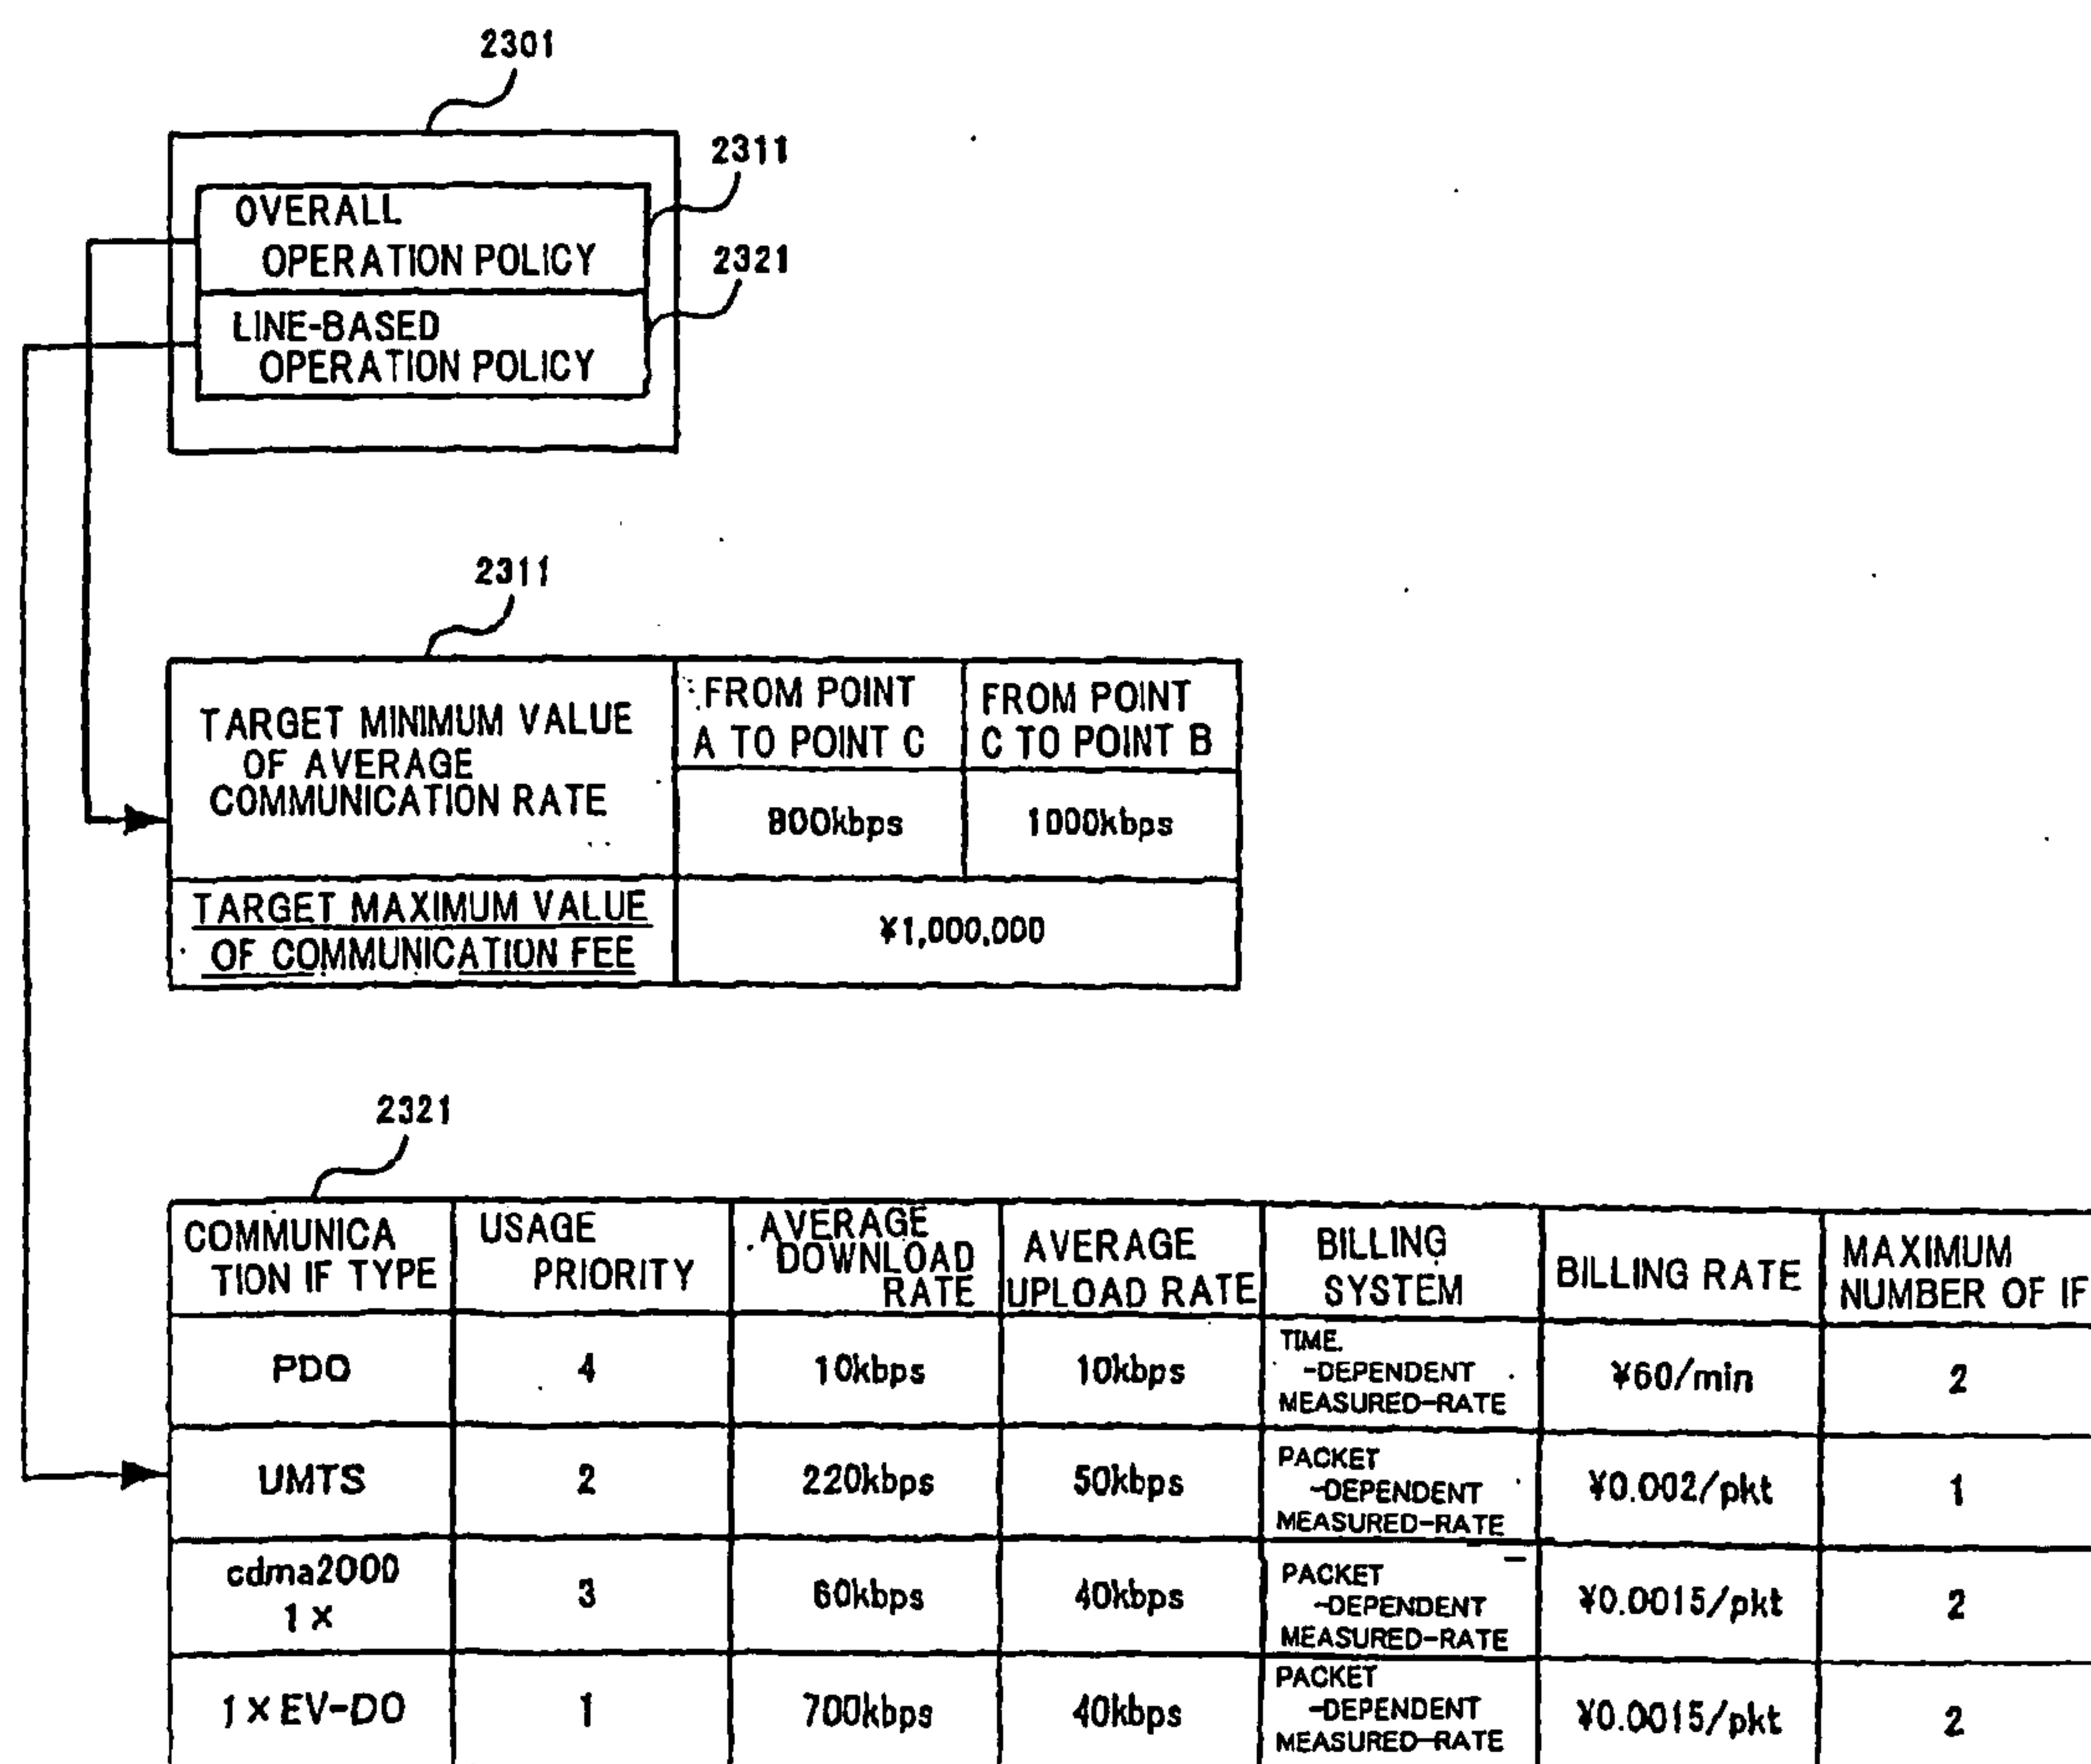 2301
2311
OVERALL
OPERATION POLICY
2321
LINE-BASED
OPERATION POLICY
2311
TARGET MINIMUM VALUE
OF AVERAGE
COMMUNICATION RATE
FROM POINT
A TO POINT C
FROM POINT
C TO POINT B
800kbps
1000kbps
TARGET MAXIMUM VALUE
OF COMMUNICATION FEE
¥1,000,000
2321
COMMUNICA
TION IF TYPE
USAGE
PRIORITY
AVERAGE
DOWNLOAD
RATE
AVERAGE
UPLOAD RATE
BILLING
SYSTEM
BILLING RATE
MAXIMUM
NUMBER OF IF
PDO
4
10kbps
10kbps
TIME
-DEPENDENT
MEASURED-RATE
¥60/min
2
UMTS
2
220kbps
50kbps
PACKET
-DEPENDENT
MEASURED-RATE
¥0.002/pkt
1
cdma2000
1×
3
60kbps
40kbps
PACKET
-DEPENDENT
MEASURED-RATE
¥0.0015/pkt
2
1×EV-DO
1
700kbps
40kbps
PACKET
-DEPENDENT
MEASURED-RATE
¥0.0015/pkt
2